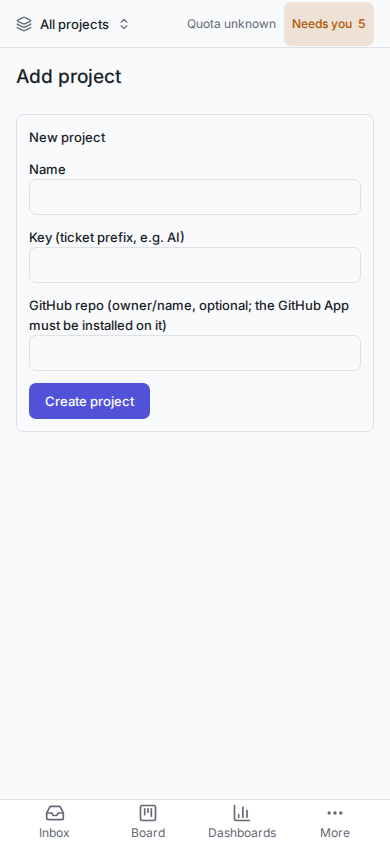 All projects
Quota unknown
Needs you 5
Add project
New project
Name
Key (ticket prefix, e.g. AI)
GitHub repo (owner/name, optional; the GitHub App
must be installed on it)
Create project
Inbox
Board
Dashboards
More